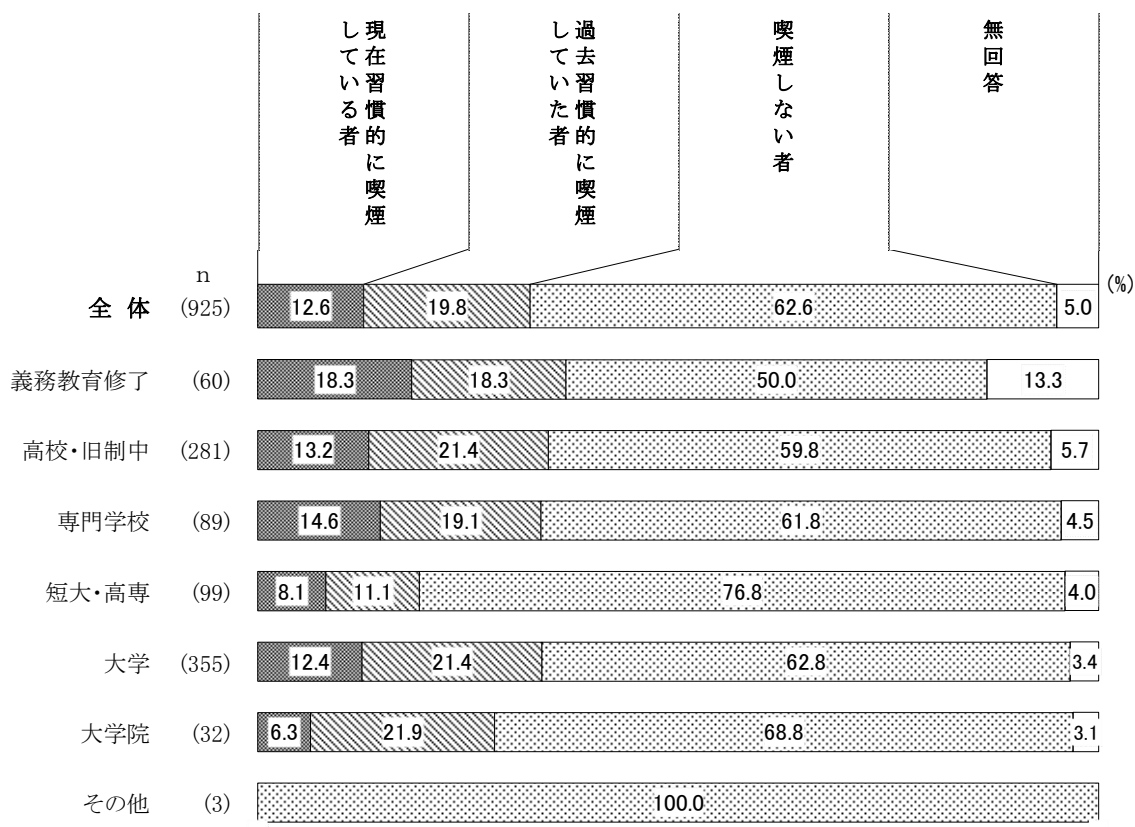 現在習慣的に喫煙
している者
過去習慣的に喫煙
していた者
喫煙しない者
無回答
n
(%)
全 体 (925) 12.6 19.8 62.6 5.0
義務教育修了 (60) 18.3 18.3 50.0 13.3
高校・旧制中 (281) 13.2 21.4 59.8 5.7
専門学校 (89) 14.6 19.1 61.8 4.5
短大・高専 (99) 8.1 11.1 76.8 4.0
大学 (355) 12.4 21.4 62.8 3.4
大学院 (32) 6.3 21.9 68.8 3.1
その他 (3) 100.0